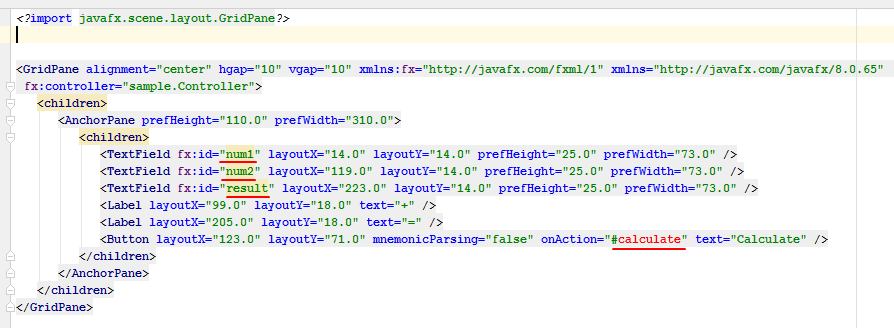 <?import javafx.scene.layout.GridPane?>
<GridPane alignment="center" hgap="10" vgap="10" xmlns:fx="http://javafx.com/fxml/1" xmlns="http://javafx.com/javafx/8.0.65"
fx:controller="sample.Controller">
<children>
<AnchorPane prefHeight="110.0" prefWidth="310.0">
<children>
<TextField fx:id="num1" layoutX="14.0" layoutY="14.0" prefHeight="25.0" prefWidth="73.0" />
<TextField fx:id="num2" layoutX="119.0" layoutY="14.0" prefHeight="25.0" prefWidth="73.0" />
<TextField fx:id="result" layoutX="223.0" layoutY="14.0" prefHeight="25.0" prefWidth="73.0" />
<Label layoutX="99.0" layoutY="18.0" text="+" />
<Label layoutX="205.0" layoutY="18.0" text="=" />
<Button layoutX="123.0" layoutY="71.0" mnemonicParsing="false" onAction="#calculate" text="Calculate" />
</children>
</AnchorPane>
</children>
</GridPane>